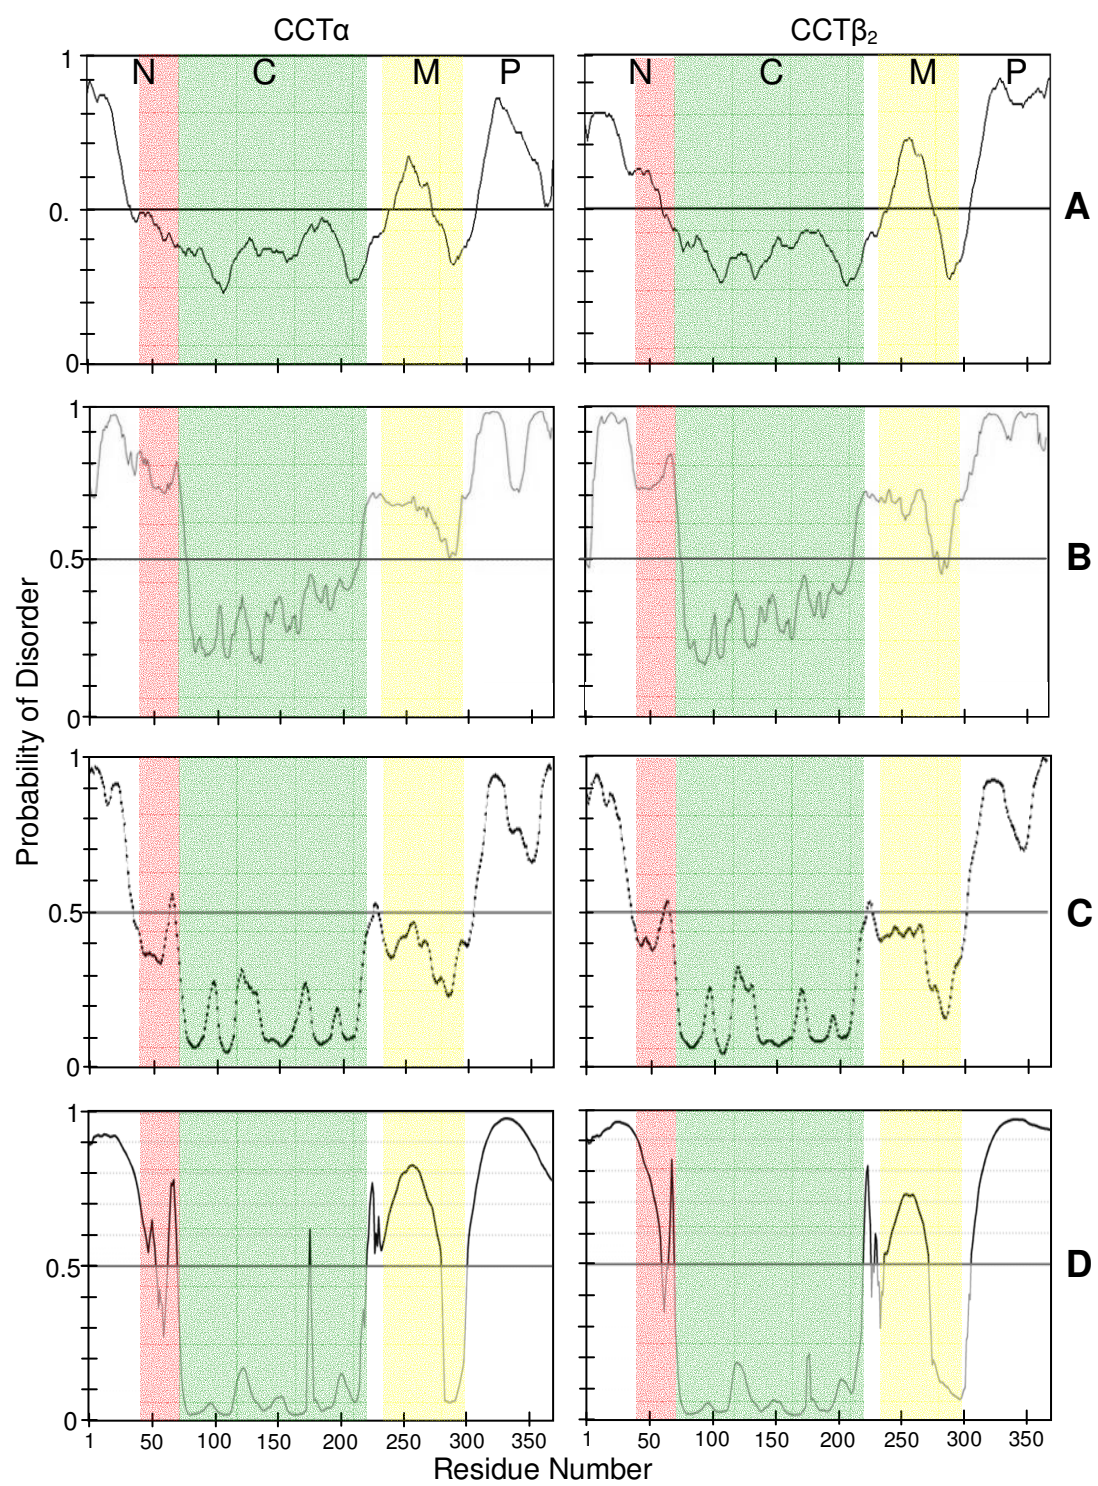 CCTα CCTβ₂
N C M P N C M P
1
0.
0
A
1
0.5
0
B
Probability of Disorder
1
0.5
0
C
1
0.5
0
D
1 50 100 150 200 250 300 350 1 50 100 150 200 250 300 350
Residue Number